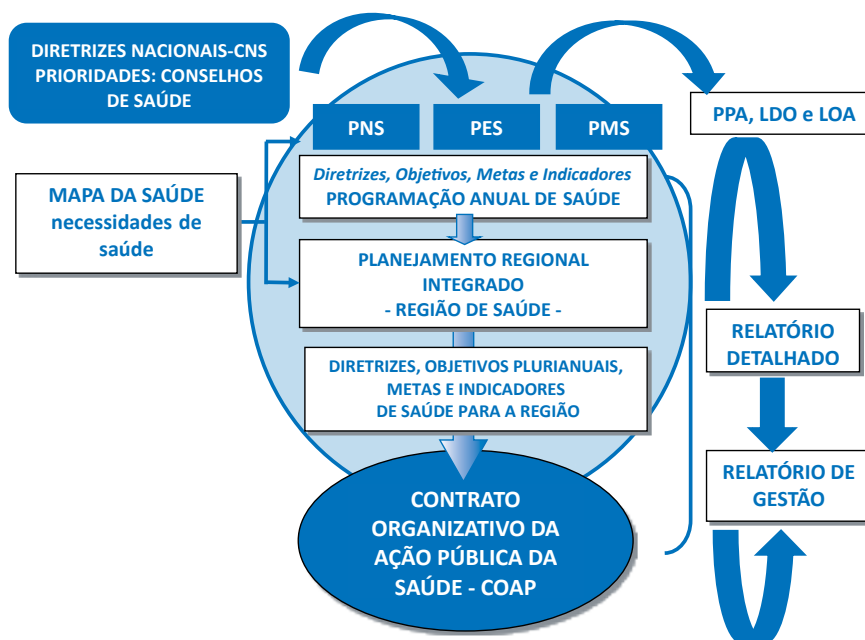 DIRETRIZES NACIONAIS-CNS
PRIORIDADES: CONSELHOS
DE SAÚDE
PNS
PES
PMS
PPA, LDO e LOA
Diretrizes, Objetivos, Metas e Indicadores
PROGRAMAÇÃO ANUAL DE SAÚDE
MAPA DA SAÚDE
necessidades de
saúde
PLANEJAMENTO REGIONAL
INTEGRADO
- REGIÃO DE SAÚDE -
RELATÓRIO
DETALHADO
DIRETRIZES, OBJETIVOS PLURIANUAIS,
METAS E INDICADORES
DE SAÚDE PARA A REGIÃO
RELATÓRIO DE
GESTÃO
CONTRATO
ORGANIZATIVO DA
AÇÃO PÚBLICA DA
SAÚDE - COAP